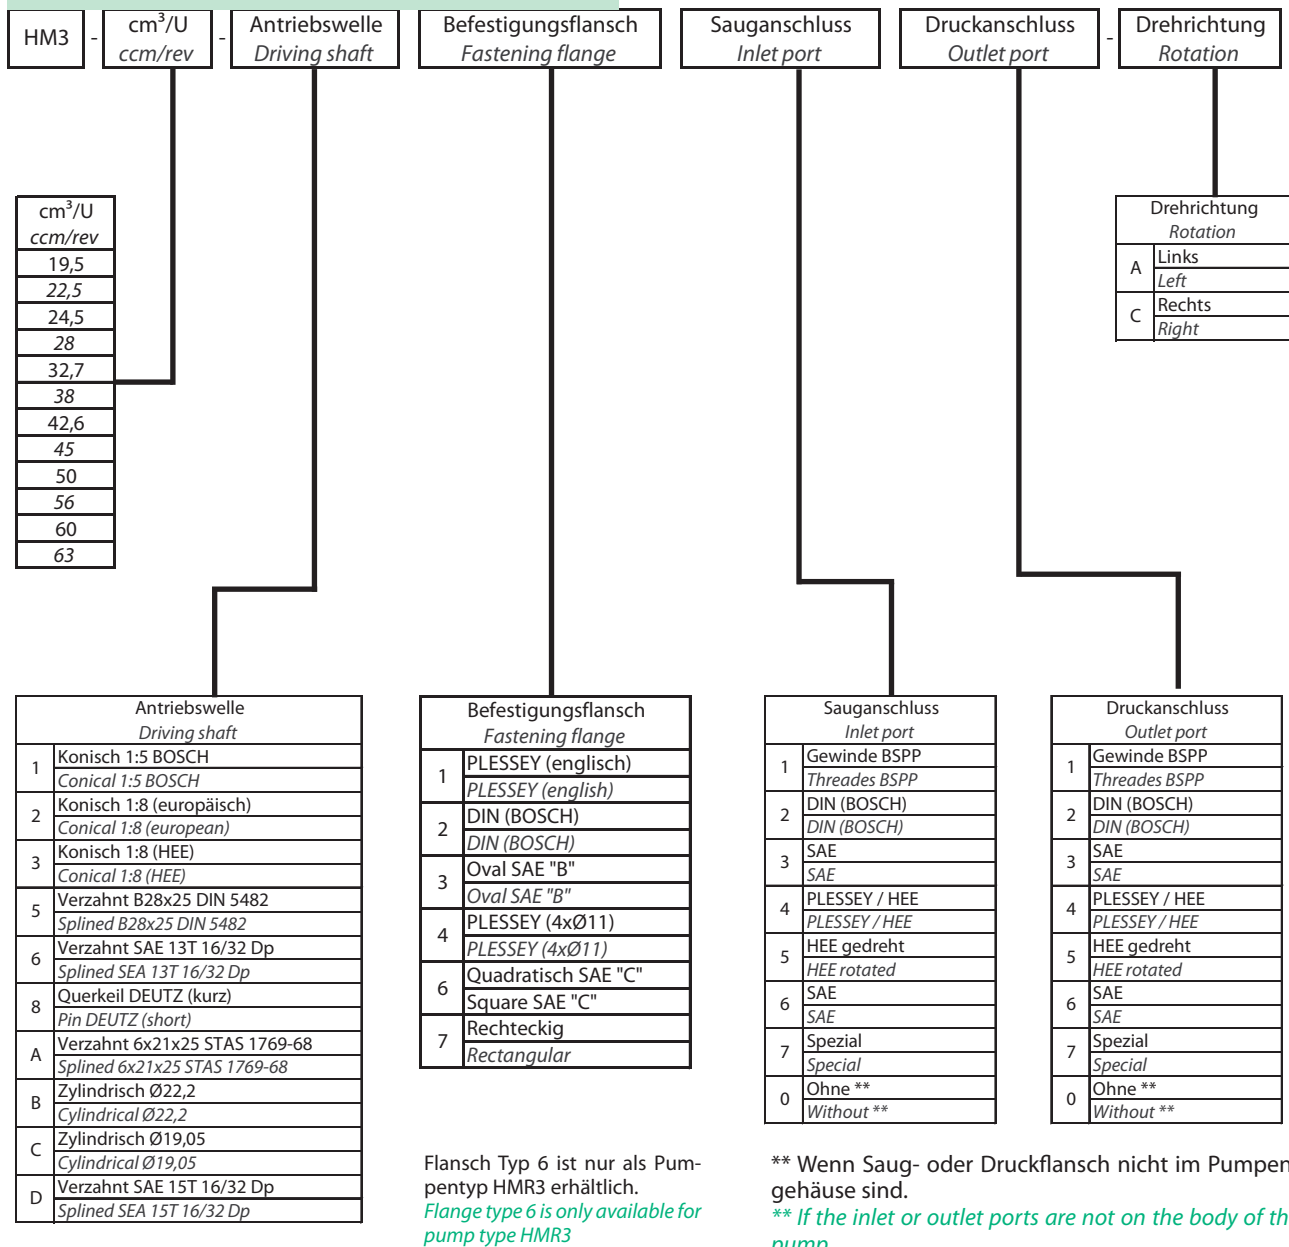 HM3
-
cm³/U
ccm/rev
-
Antriebswelle
Driving shaft
Befestigungsflansch
Fastening flange
Sauganschluss
Inlet port
Druckanschluss
Outlet port
-
Drehrichtung
Rotation
cm³/U
ccm/rev
19,5
22,5
24,5
28
32,7
38
42,6
45
50
56
60
63
Drehrichtung
Rotation
A
Links
Left
C
Rechts
Right
Antriebswelle
Driving shaft
1
Konisch 1:5 BOSCH
Conical 1:5 BOSCH
2
Konisch 1:8 (europäisch)
Conical 1:8 (european)
3
Konisch 1:8 (HEE)
Conical 1:8 (HEE)
5
Verzahnt B28x25 DIN 5482
Splined B28x25 DIN 5482
6
Verzahnt SAE 13T 16/32 Dp
Splined SEA 13T 16/32 Dp
8
Querkeil DEUTZ (kurz)
Pin DEUTZ (short)
A
Verzahnt 6x21x25 STAS 1769-68
Splined 6x21x25 STAS 1769-68
B
Zylindrisch Ø22,2
Cylindrical Ø22,2
C
Zylindrisch Ø19,05
Cylindrical Ø19,05
D
Verzahnt SAE 15T 16/32 Dp
Splined SEA 15T 16/32 Dp
Befestigungsflansch
Fastening flange
1
PLESSEY (englisch)
PLESSEY (english)
2
DIN (BOSCH)
DIN (BOSCH)
3
Oval SAE "B"
Oval SAE "B"
4
PLESSEY (4xØ11)
PLESSEY (4xØ11)
6
Quadratisch SAE "C"
Square SAE "C"
7
Rechteckig
Rectangular
Flansch Typ 6 ist nur als Pum-
pentyp HMR3 erhältlich.
Flange type 6 is only available for
pump type HMR3
Sauganschluss
Inlet port
1
Gewinde BSPP
Threades BSPP
2
DIN (BOSCH)
DIN (BOSCH)
3
SAE
SAE
4
PLESSEY / HEE
PLESSEY / HEE
5
HEE gedreht
HEE rotated
6
SAE
SAE
7
Spezial
Special
0
Ohne **
Without **
Druckanschluss
Outlet port
1
Gewinde BSPP
Threades BSPP
2
DIN (BOSCH)
DIN (BOSCH)
3
SAE
SAE
4
PLESSEY / HEE
PLESSEY / HEE
5
HEE gedreht
HEE rotated
6
SAE
SAE
7
Spezial
Special
0
Ohne **
Without **
** Wenn Saug- oder Druckflansch nicht im Pumpen
gehäuse sind.
** If the inlet or outlet ports are not on the body of th
pump